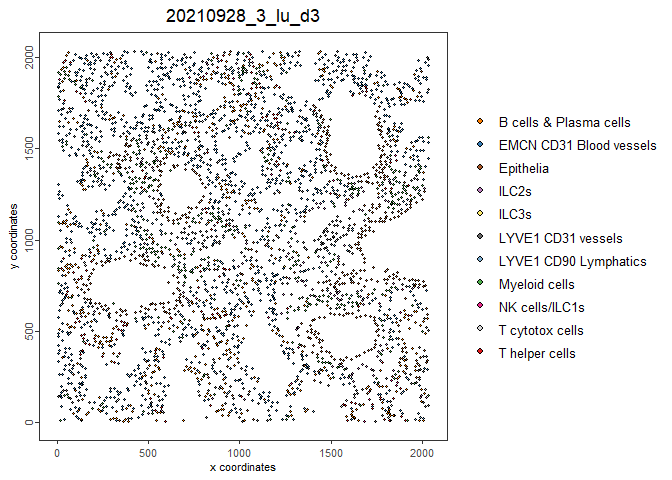 20210928_3_lu_d3
2000
1500
1000
500
0
y coordinates
0 500 1000 1500 2000
x coordinates
B cells & Plasma cells
EMCN CD31 Blood vessels
Epithelia
ILC2s
ILC3s
LYVE1 CD31 vessels
LYVE1 CD90 Lymphatics
Myeloid cells
NK cells/ILC1s
T cytotox cells
T helper cells